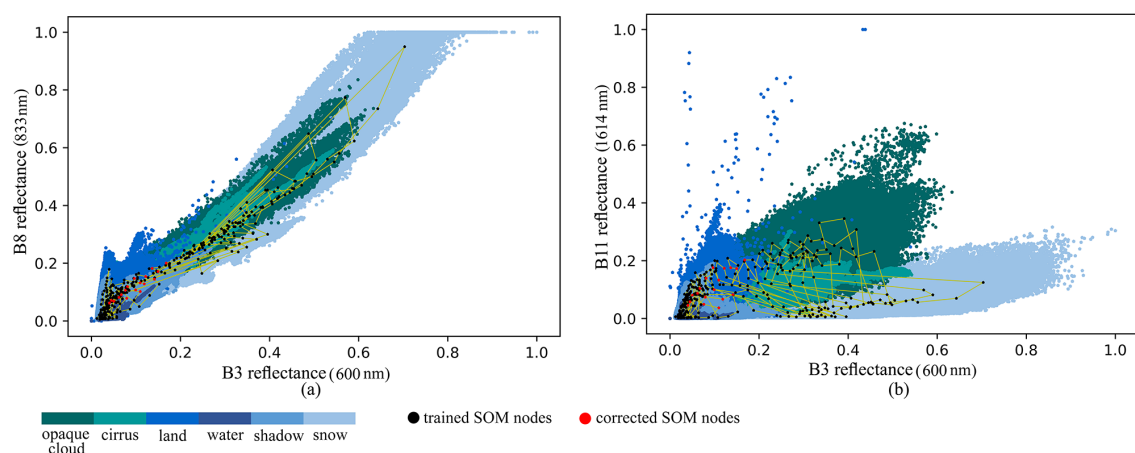 1.0
0.8
0.6
0.4
0.2
0.0
B8 reflectance (833 nm)
0.0 0.2 0.4 0.6 0.8 1.0
B3 reflectance (600 nm)
(a)
1.0
0.8
0.6
0.4
0.2
0.0
B11 reflectance (1614 nm)
0.0 0.2 0.4 0.6 0.8 1.0
B3 reflectance (600 nm)
(b)
opaque cloud
cirrus
land
water
shadow
snow
trained SOM nodes
corrected SOM nodes